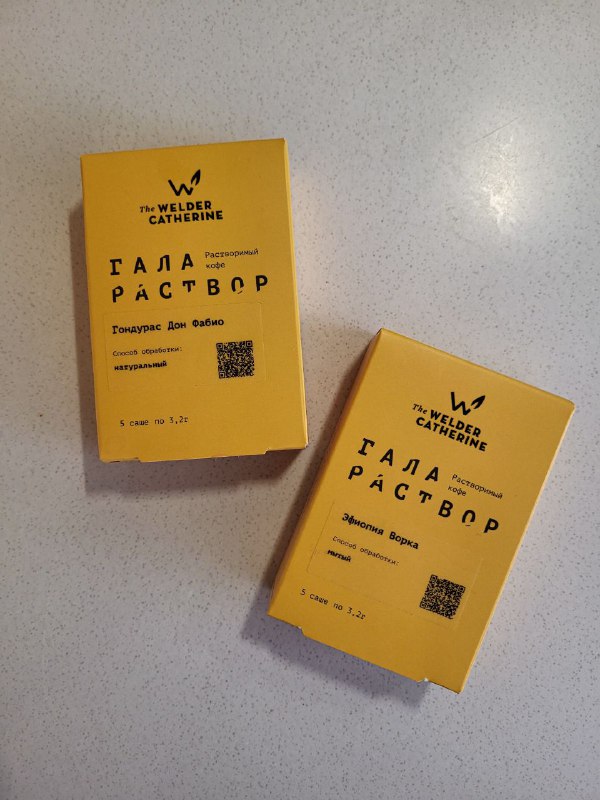 The WELDER
CATHERINE
ГАЛА
РАСТВОР
Растворимый
кофе
Гондурас Дон Фабио
Способ обработки:
натуральный
5 саше по 3,2г
The WELDER
CATHERINE
ГАЛА
РАСТВОР
Растворимый
кофе
Эфиопия Ворка
Способ обработки:
мытый
5 саше по 3,2г